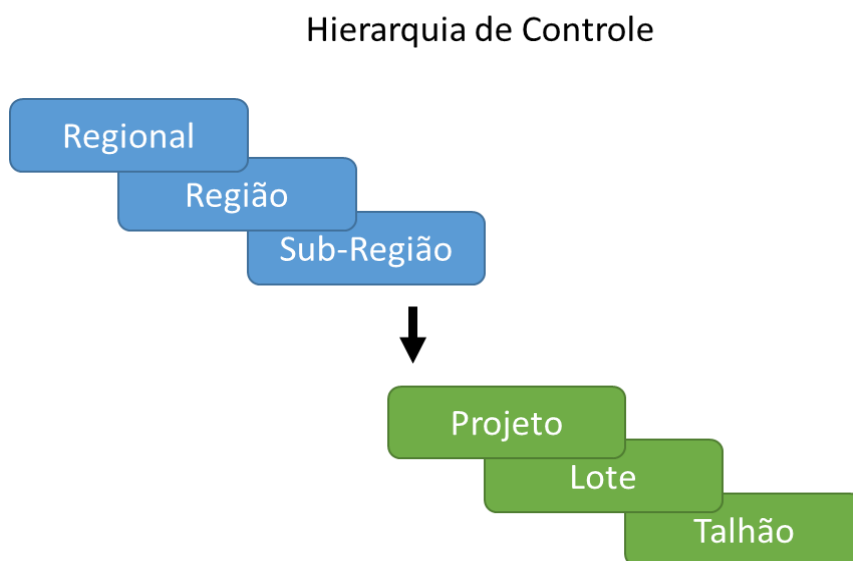 Hierarquia de Controle
Regional
Região
Sub-Região
Projeto
Lote
Talhão